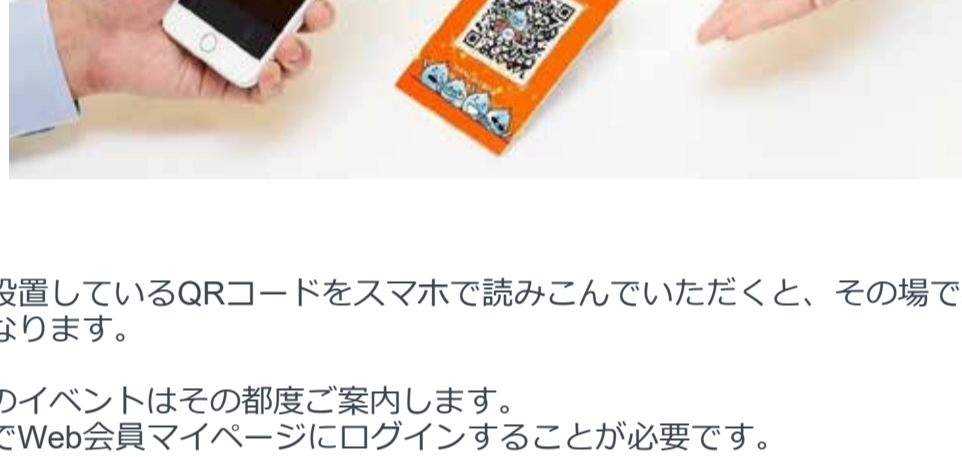 設置しているQRコードをスマホで読みこんでいただくと、その場で
なります。
のイベントはその都度ご案内します。
でWeb会員マイページにログインすることが必要です。